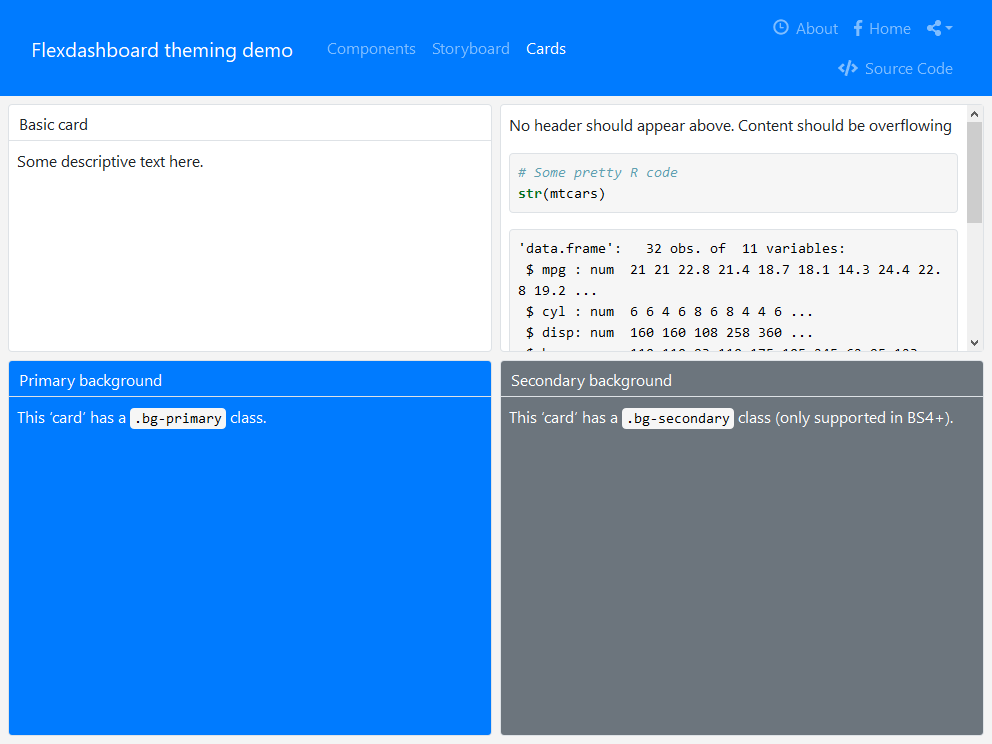 Flexdashboard theming demo
Components
Storyboard
Cards
About
Home
Source Code
Basic card
Some descriptive text here.
No header should appear above. Content should be overflowing
# Some pretty R code
str(mtcars)
'data.frame':   32 obs. of  11 variables:
 $ mpg : num  21 21 22.8 21.4 18.7 18.1 14.3 24.4 22.
8 19.2 ...
 $ cyl : num  6 6 4 6 8 6 8 4 4 6 ...
 $ disp: num  160 160 108 258 360 ...
Primary background
This ‘card’ has a .bg-primary class.
Secondary background
This ‘card’ has a .bg-secondary class (only supported in BS4+).